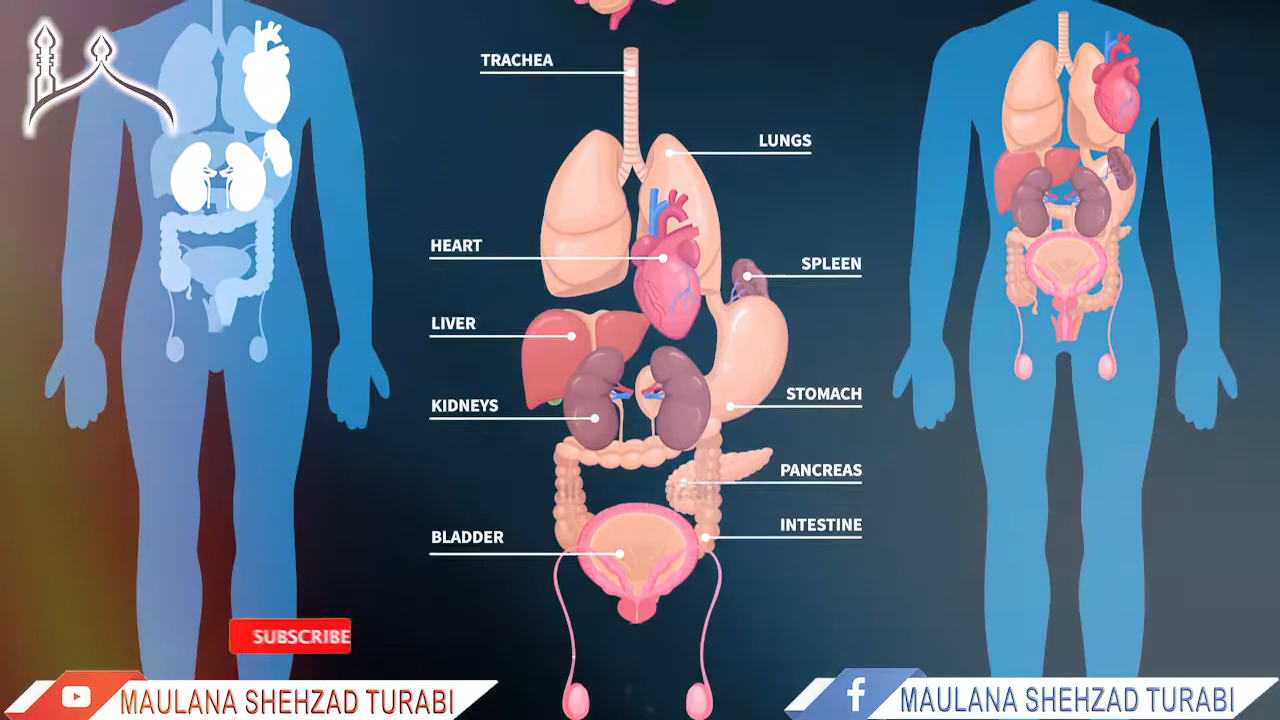 TRACHEA
LUNGS
HEART
SPLEEN
LIVER
STOMACH
KIDNEYS
PANCREAS
INTESTINE
BLADDER
SUBSCRIBE
MAULANA SHEHZAD TURABI
f MAULANA SHEHZAD TURABI